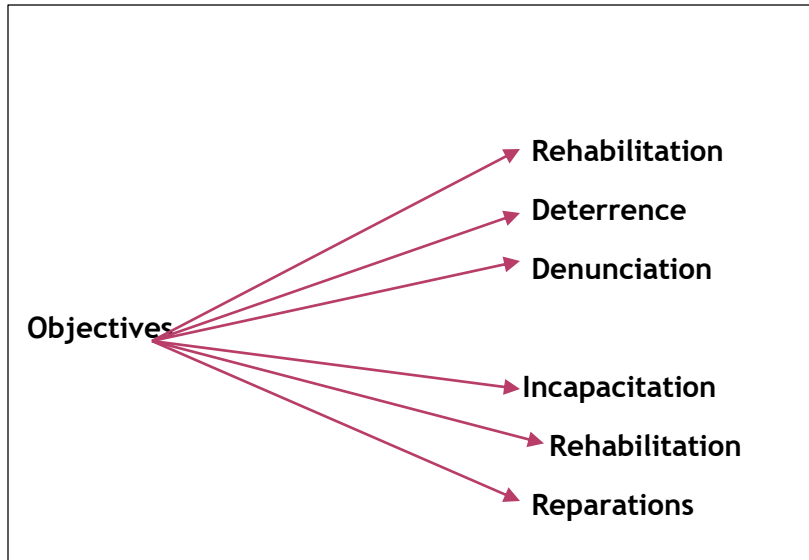 Rehabilitation
Deterrence
Denunciation
Objectives
Incapacitation
Rehabilitation
Reparations